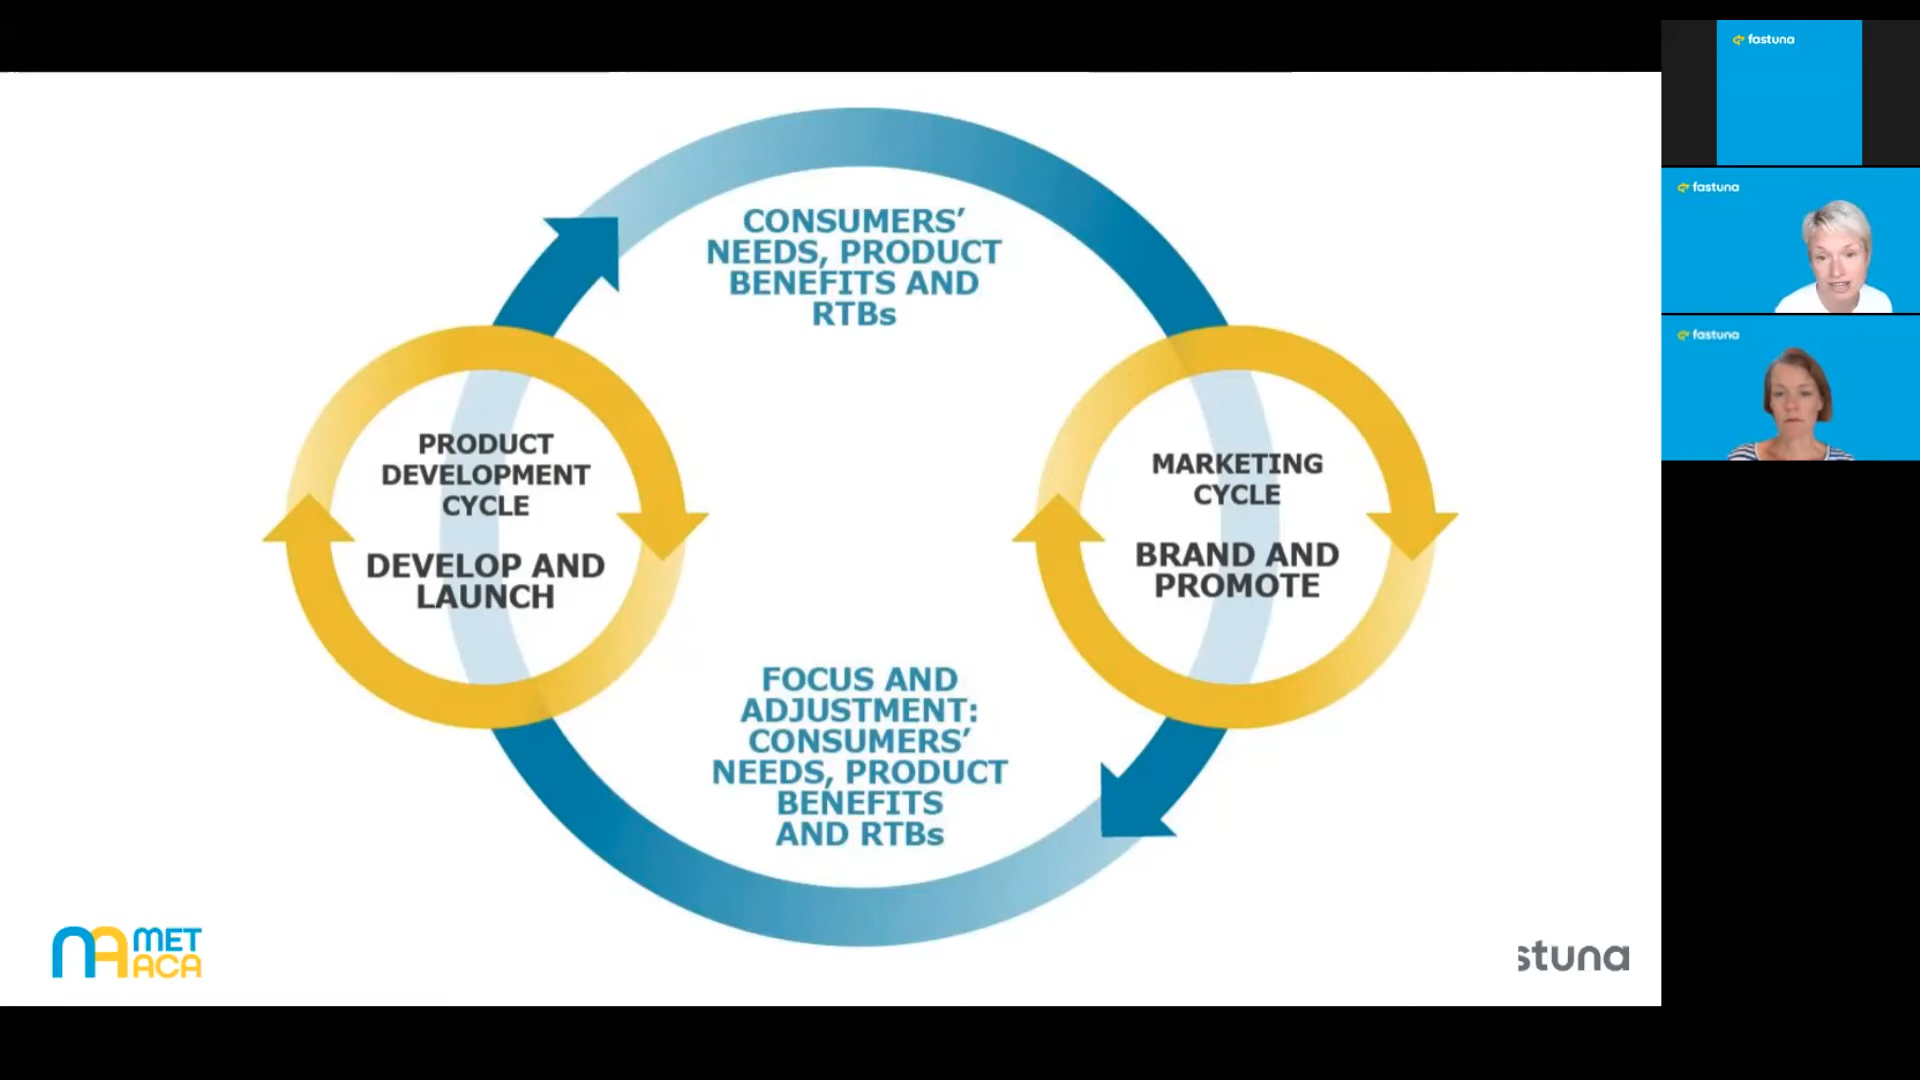 CONSUMERS'
NEEDS, PRODUCT
BENEFITS AND
RTBs
PRODUCT
DEVELOPMENT
CYCLE
DEVELOP AND
LAUNCH
MARKETING
CYCLE
BRAND AND
PROMOTE
FOCUS AND
ADJUSTMENT:
CONSUMERS'
NEEDS, PRODUCT
BENEFITS
AND RTBs
MET
ACA
stuna
fastuna
fastuna
fastuna